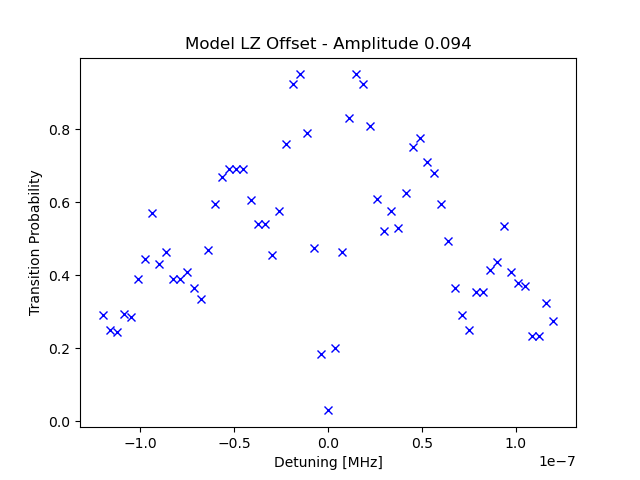 Model LZ Offset - Amplitude 0.094
Transition Probability
0.8
0.6
0.4
0.2
0.0
−1.0 −0.5 0.0 0.5 1.0
1e−7
Detuning [MHz]